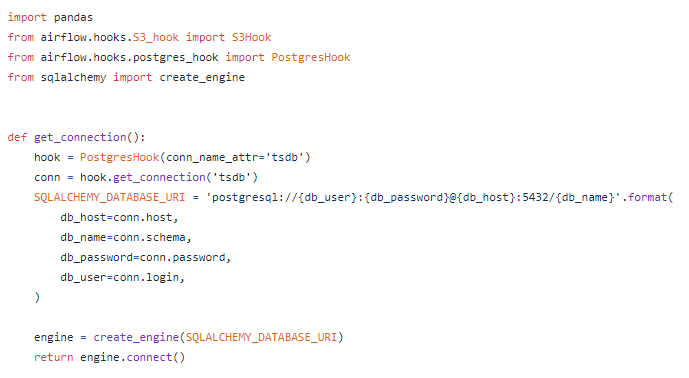 import pandas
from airflow.hooks.S3_hook import S3Hook
from airflow.hooks.postgres_hook import PostgresHook
from sqlalchemy import create_engine
def get_connection():
    hook = PostgresHook(conn_name_attr='tsdb')
    conn = hook.get_connection('tsdb')
    SQLALCHEMY_DATABASE_URI = 'postgresql://{db_user}:{db_password}@{db_host}:5432/{db_name}'.format(
        db_host=conn.host,
        db_name=conn.schema,
        db_password=conn.password,
        db_user=conn.login,
    )
    engine = create_engine(SQLALCHEMY_DATABASE_URI)
    return engine.connect()